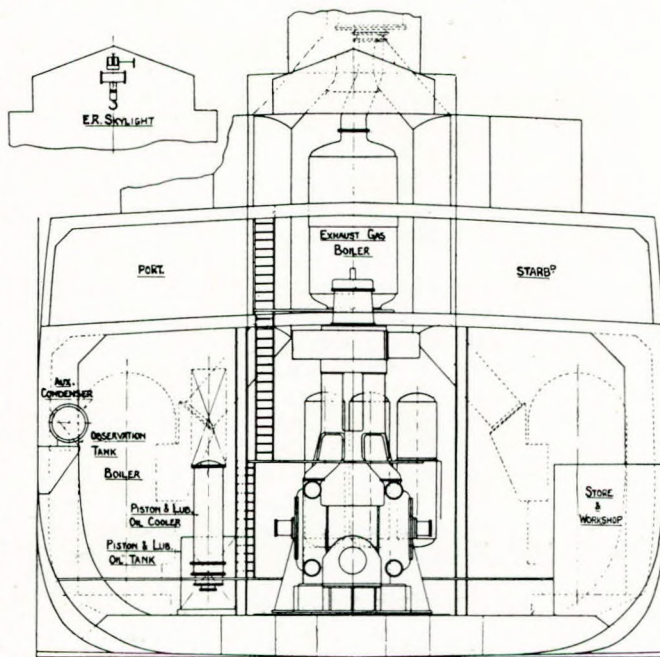 E.R. SKYLIGHT
EXHAUST GAS
BOILER
PORT.
STARBD
AUX.
CONDENSER
OBSERVATION
TANK
BOILER
PISTON & LUB.
OIL COOLER
PISTON & LUB.
OIL TANK
STORE
&
WORKSHOP